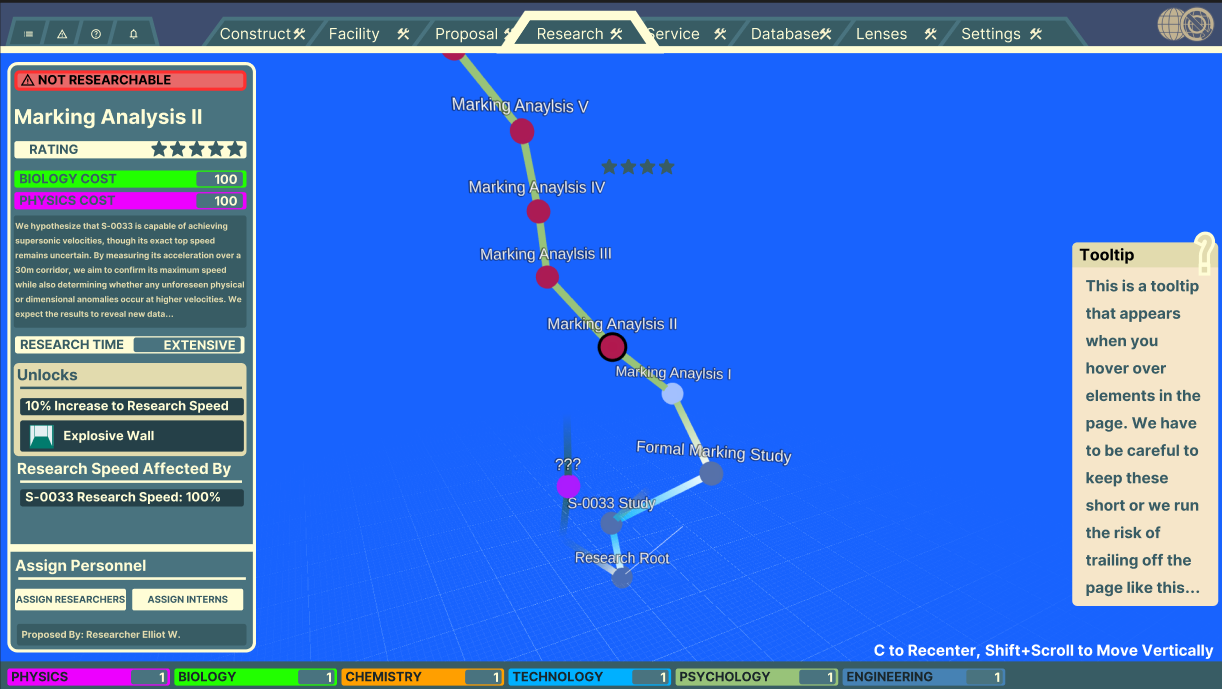 Construct
Facility
Proposal
Research
Service
Database
Lenses
Settings
NOT RESEARCHABLE
Marking Analysis II
RATING
BIOLOGY COST 100
PHYSICS COST 100
We hypothesize that S-0033 is capable of achieving
supersonic velocities, though its exact top speed
remains uncertain. By measuring its acceleration over a
30m corridor, we aim to confirm its maximum speed
while also determining whether any unforeseen physical
or dimensional anomalies occur at higher velocities. We
expect the results to reveal new data...
RESEARCH TIME EXTENSIVE
Unlocks
10% Increase to Research Speed
Explosive Wall
Research Speed Affected By
S-0033 Research Speed: 100%
Assign Personnel
ASSIGN RESEARCHERS ASSIGN INTERNS
Proposed By: Researcher Elliot W.
Marking Anaylsis V
Marking Anaylsis IV
Marking Anaylsis III
Marking Anaylsis II
Marking Anaylsis I
Formal Marking Study
???
S-0033 Study
Research Root
Tooltip
This is a tooltip
that appears
when you
hover over
elements in the
page. We have
to be careful to
keep these
short or we run
the risk of
trailing off the
page like this...
C to Recenter, Shift+Scroll to Move Vertically
PHYSICS 1
BIOLOGY 1
CHEMISTRY 1
TECHNOLOGY 1
PSYCHOLOGY 1
ENGINEERING 1